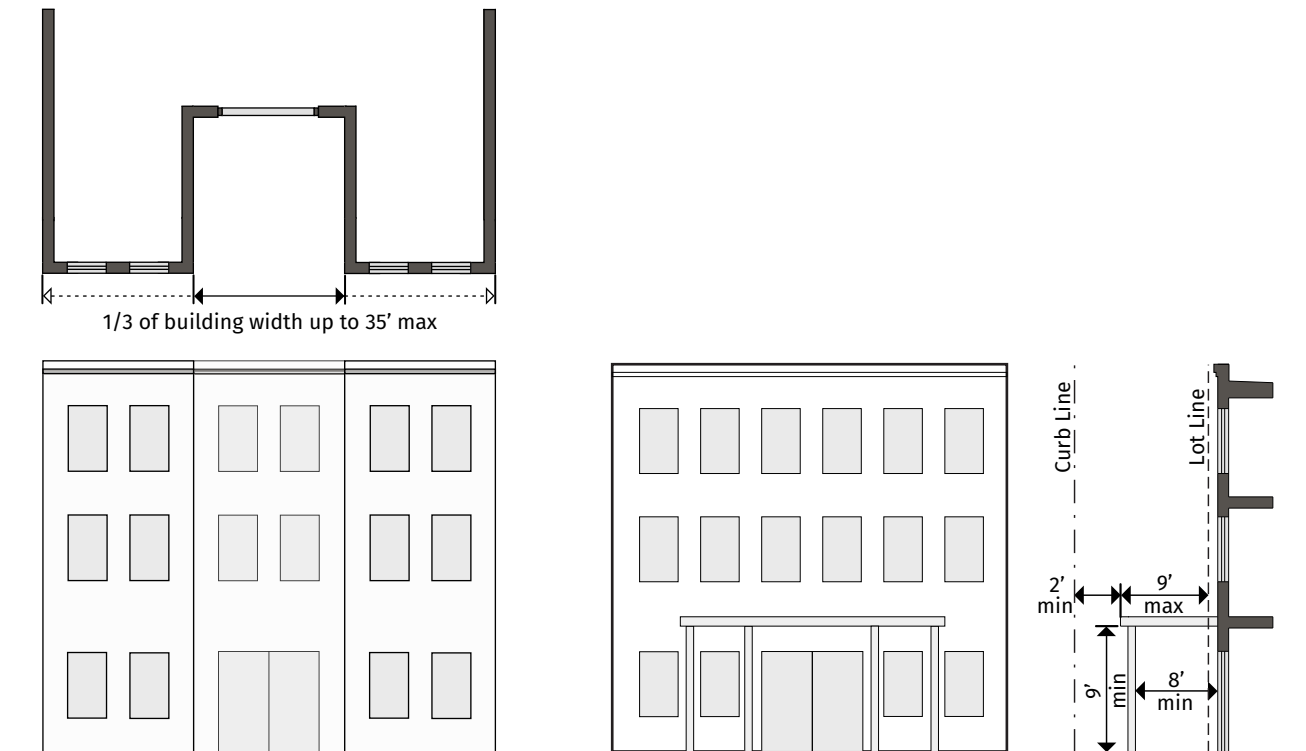 1/3 of building width up to 35’ max
Curb Line
Lot Line
2’
min
9’
max
9’
min
8’
min